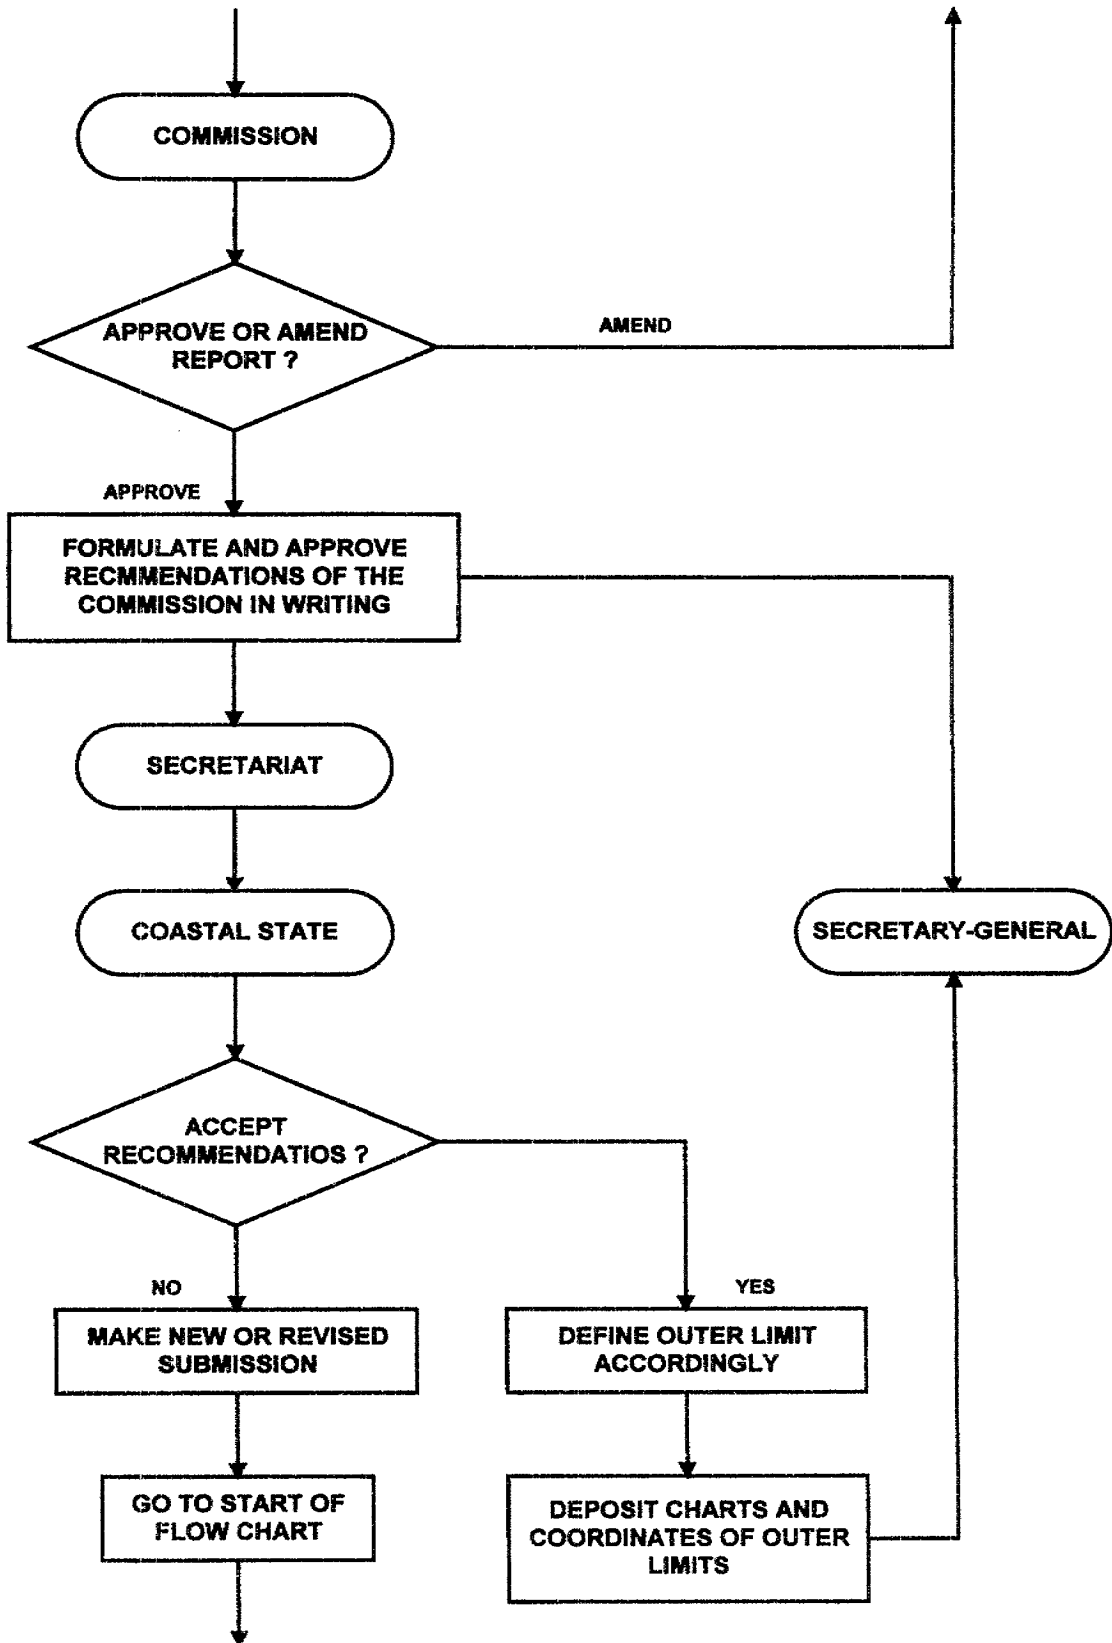 COMMISSION
APPROVE OR AMEND
REPORT ?
AMEND
APPROVE
FORMULATE AND APPROVE
RECMMENDATIONS OF THE
COMMISSION IN WRITING
SECRETARIAT
COASTAL STATE
SECRETARY-GENERAL
ACCEPT
RECOMMENDATIOS ?
NO
YES
MAKE NEW OR REVISED
SUBMISSION
DEFINE OUTER LIMIT
ACCORDINGLY
GO TO START OF
FLOW CHART
DEPOSIT CHARTS AND
COORDINATES OF OUTER
LIMITS